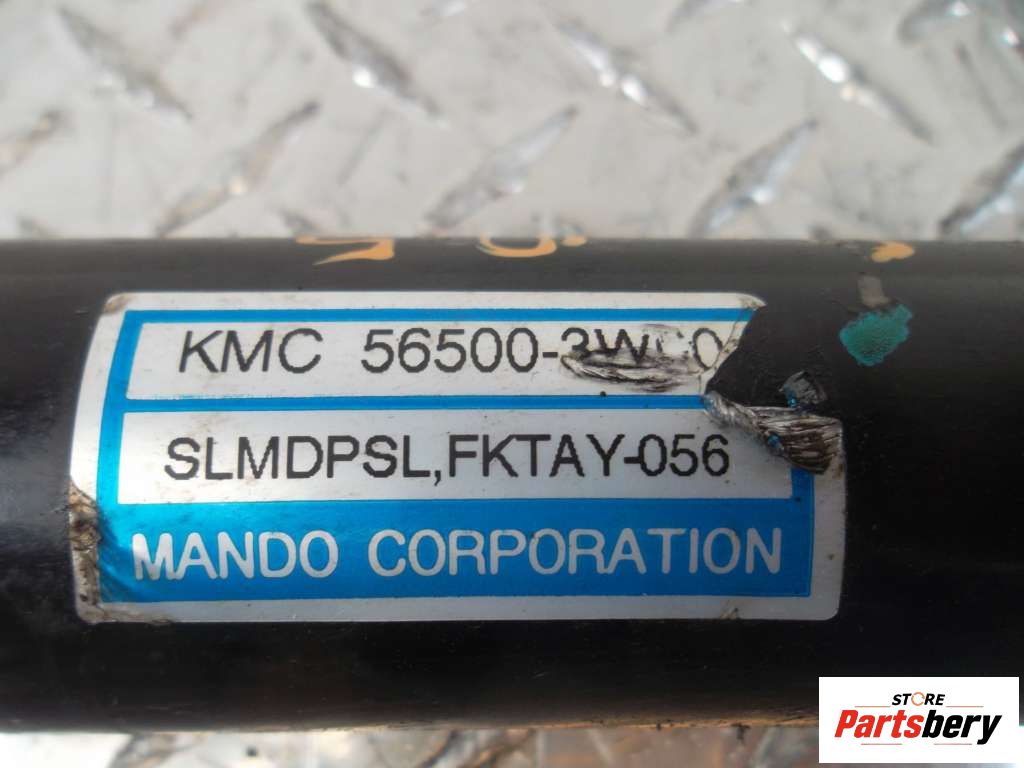 KMC 56500-
SLMDPSL,FKTAY-056
MANDO CORPORATION
STORE
Partsbery